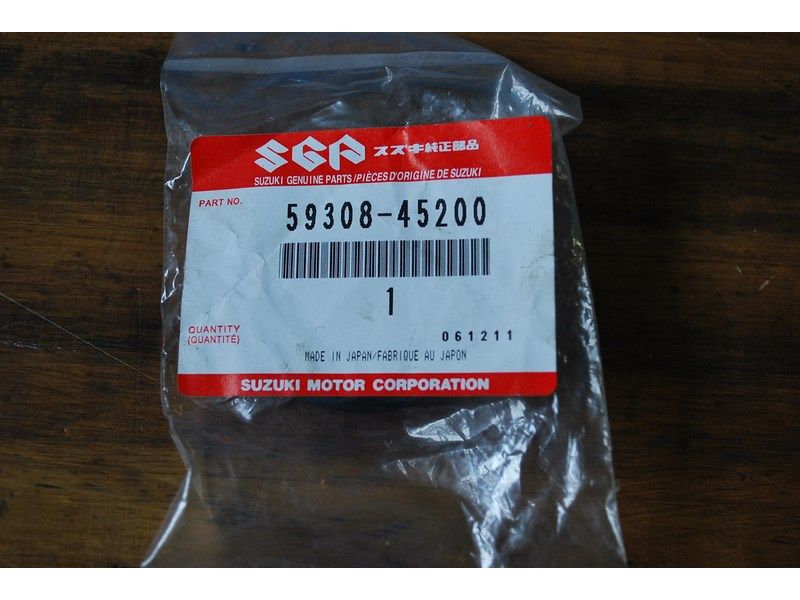 SGP スズキ純正部品
SUZUKI GENUINE PARTS/PIÈCES D'ORIGINE DE SUZUKI
PART NO. 59308-45200
1
QUANTITY
(QUANTITÉ)
061211
MADE IN JAPAN/FABRIQUE AU JAPON
SUZUKI MOTOR CORPORATION